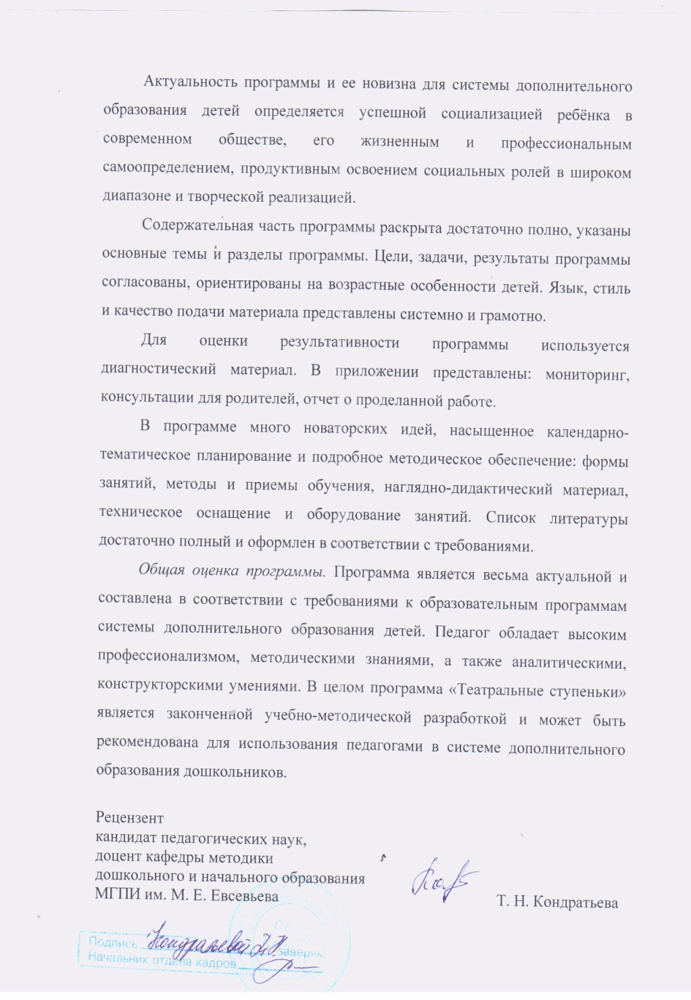 Актуальность программы и ее новизна для системы дополнительного
образования детей определяется успешной социализацией ребёнка в
современном обществе, его жизненным и профессиональным
самоопределением, продуктивным освоением социальных ролей в широком
диапазоне и творческой реализацией.
Содержательная часть программы раскрыта достаточно полно, указаны
основные темы и разделы программы. Цели, задачи, результаты программы
согласованы, ориентированы на возрастные особенности детей. Язык, стиль
и качество подачи материала представлены системно и грамотно.
Для оценки результативности программы используется
диагностический материал. В приложении представлены: мониторинг,
консультации для родителей, отчет о проделанной работе.
В программе много новаторских идей, насыщенное календарно-
тематическое планирование и подробное методическое обеспечение: формы
занятий, методы и приемы обучения, наглядно-дидактический материал,
техническое оснащение и оборудование занятий. Список литературы
достаточно полный и оформлен в соответствии с требованиями.
Общая оценка программы. Программа является весьма актуальной и
составлена в соответствии с требованиями к образовательным программам
системы дополнительного образования детей. Педагог обладает высоким
профессионализмом, методическими знаниями, а также аналитическими,
конструкторскими умениями. В целом программа «Театральные ступеньки»
является законченной учебно-методической разработкой и может быть
рекомендована для использования педагогами в системе дополнительного
образования дошкольников.
Рецензент
кандидат педагогических наук,
доцент кафедры методики
дошкольного и начального образования
МГПИ им. М. Е. Евсевьева
Т. Н. Кондратьева
Подпись Кондратьевой Т.Н. заверяю
Начальник отдела кадров